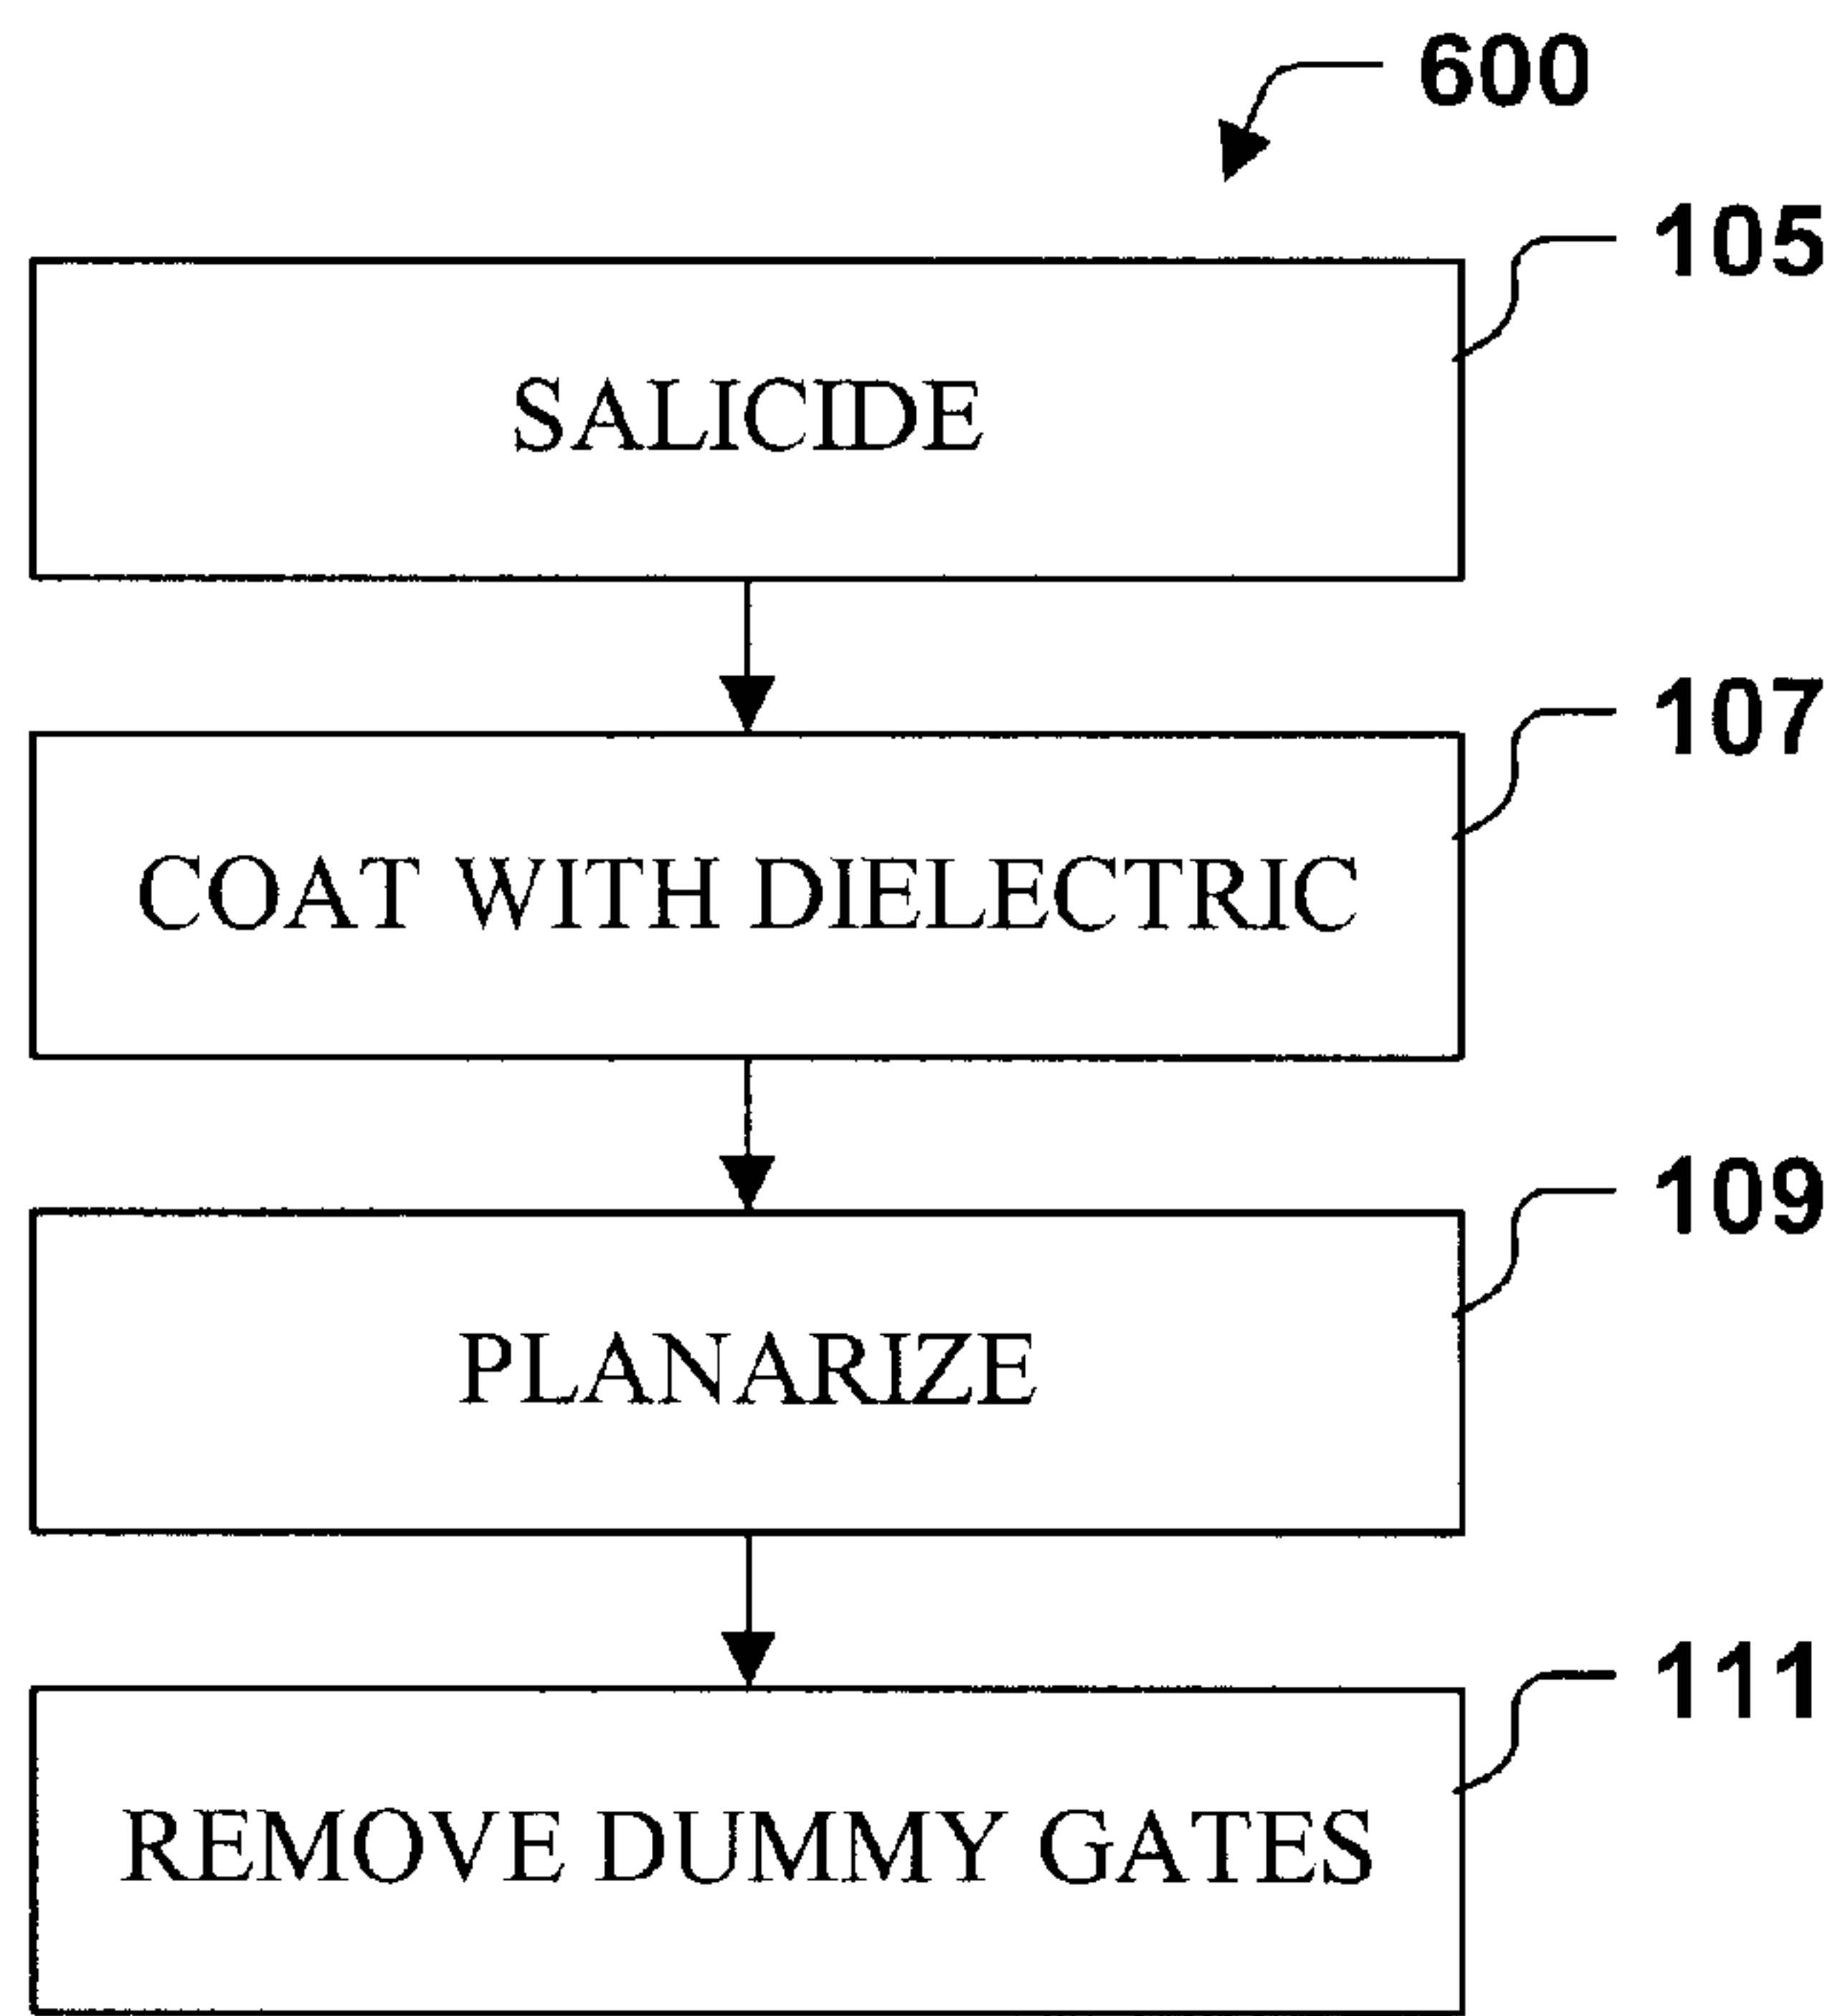 600
105
SALICIDE
107
COAT WITH DIELECTRIC
109
PLANARIZE
111
REMOVE DUMMY GATES